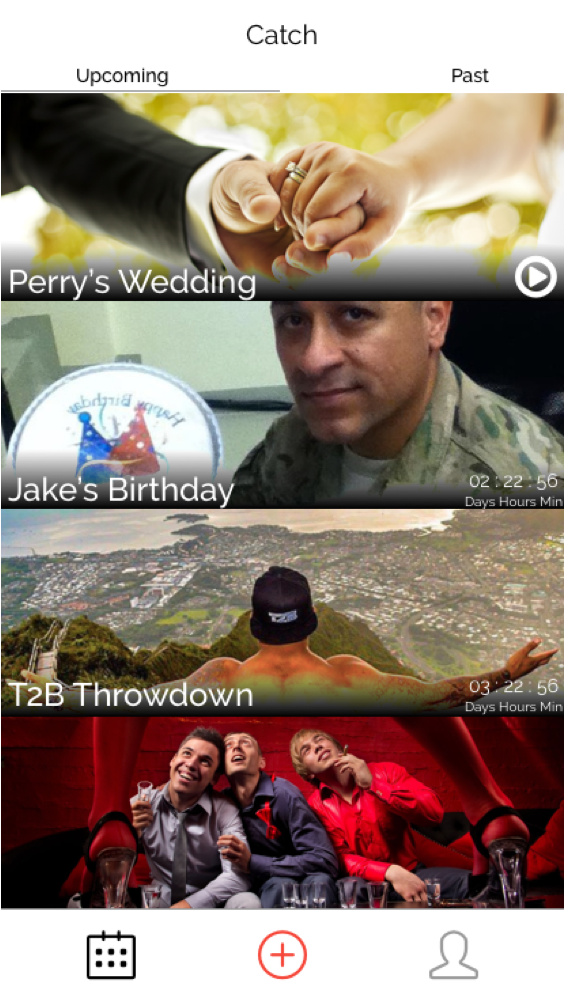 Catch
Upcoming
Past
Perry's Wedding
Happy Birthday
Jake's Birthday
02 : 22 : 56
Days Hours Min
T2B
T2B Throwdown
03 : 22 : 56
Days Hours Min